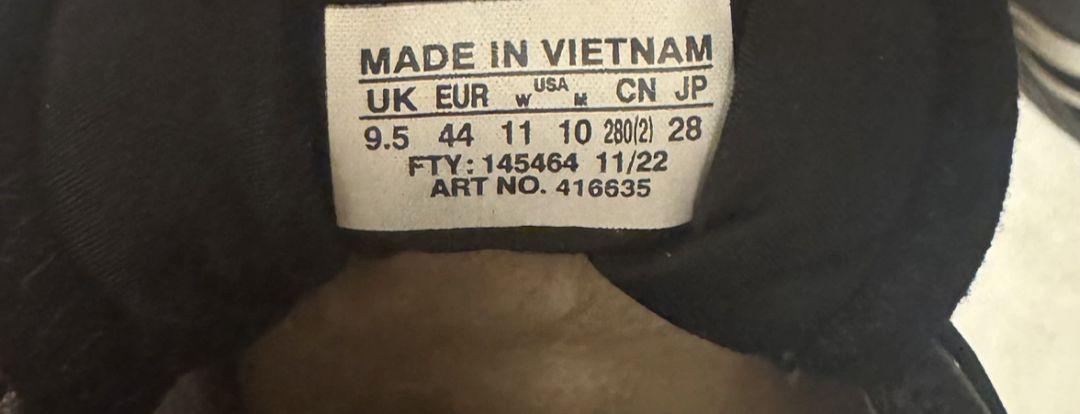 MADE IN VIETNAM
UK EUR W USA M CN JP
9.5 44 11 10 280(2) 28
FTY: 145464 11/22
ART NO. 416635